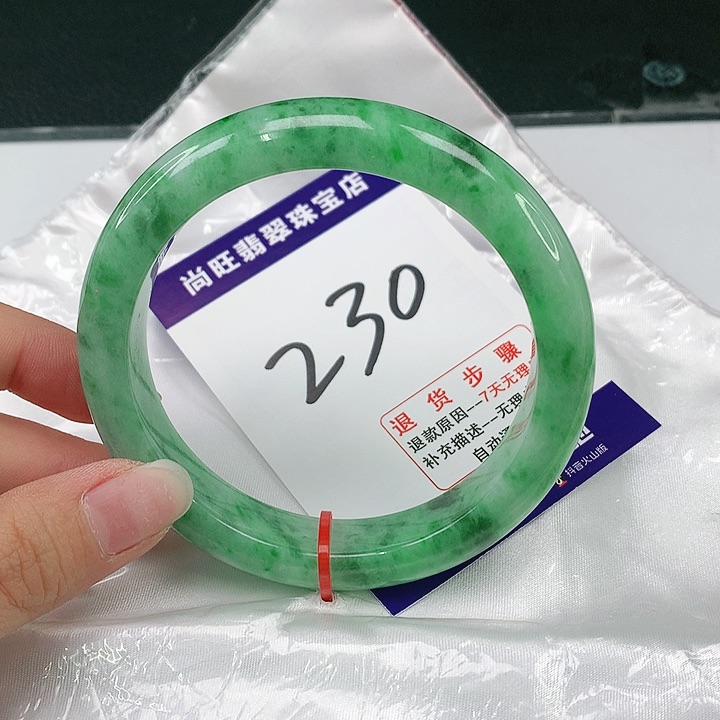 尚旺翡翠珠宝店
230
退货步骤
退款原因--7天无理
补充描述--无理
自动
抖音火山版